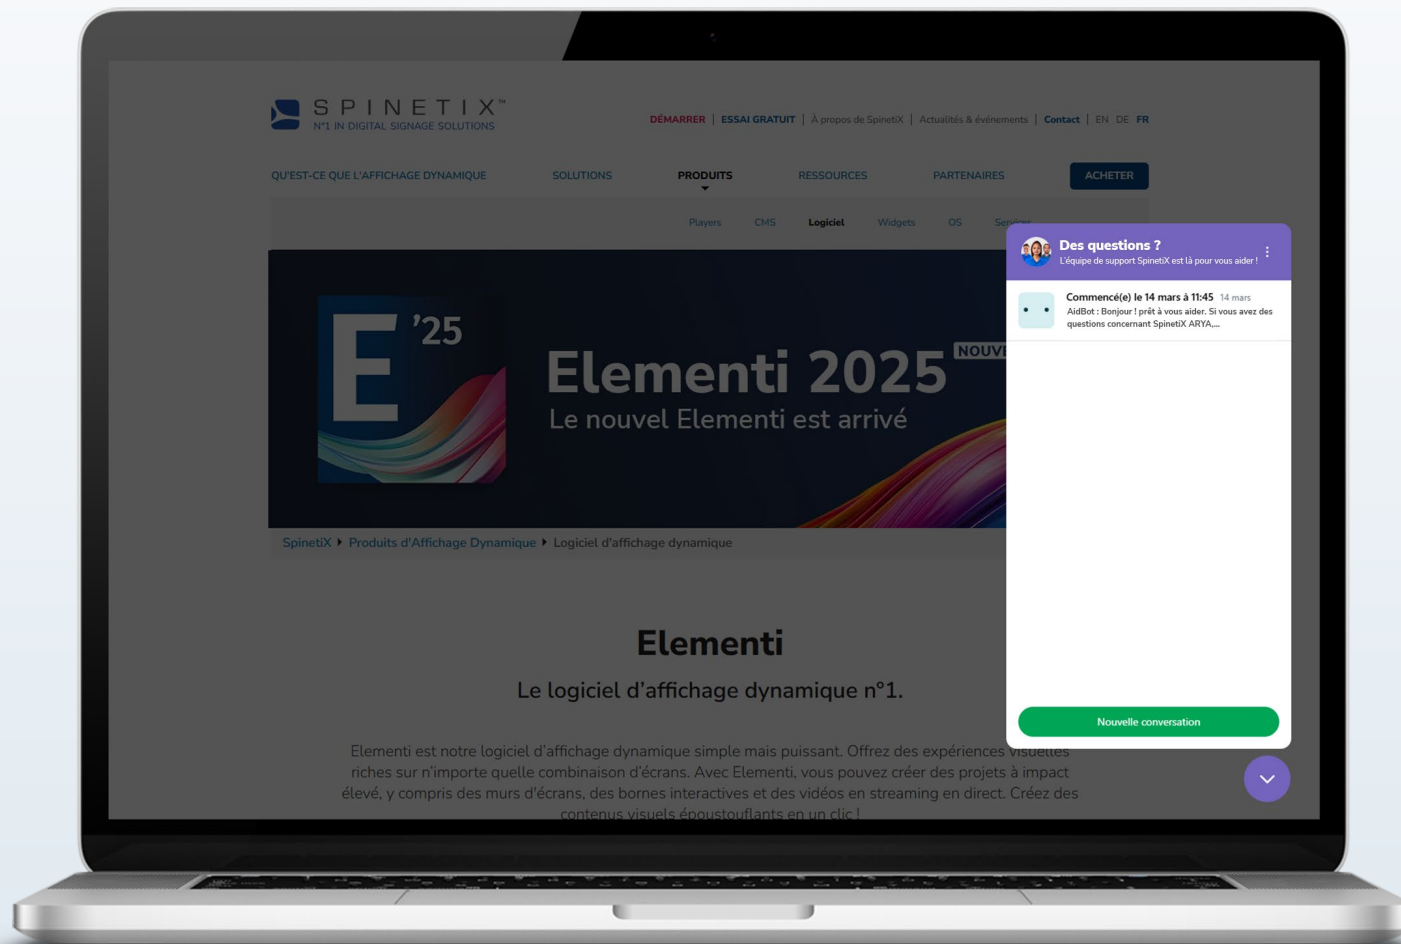 SPINETIX™
N°1 IN DIGITAL SIGNAGE SOLUTIONS
DÉMARRER | ESSAI GRATUIT | À propos de SpinetiX | Actualités & événements | Contact | EN DE FR
QU'EST-CE QUE L'AFFICHAGE DYNAMIQUE SOLUTIONS PRODUITS RESSOURCES PARTENAIRES ACHETER
Players CMS Logiciel Widgets OS Services
E '25
Elementi 2025
Le nouvel Elementi est arrivé
SpinetiX Produits d'Affichage Dynamique Logiciel d'affichage dynamique
Elementi
Le logiciel d'affichage dynamique n°1.
Elementi est notre logiciel d'affichage dynamique simple mais puissant. Offrez des expériences visuelles
riches sur n'importe quelle combinaison d'écrans. Avec Elementi, vous pouvez créer des projets à impact
élevé, y compris des murs d'écrans, des bornes interactives et des vidéos en streaming en direct. Créez des
contenus visuels époustouflants en un clic !
Des questions ?
L'équipe de support SpinetiX est là pour vous aider !
Commencé(e) le 14 mars à 11:45 14 mars
AidBot : Bonjour ! prêt à vous aider. Si vous avez des
questions concernant SpinetiX ARYA,...
Nouvelle conversation